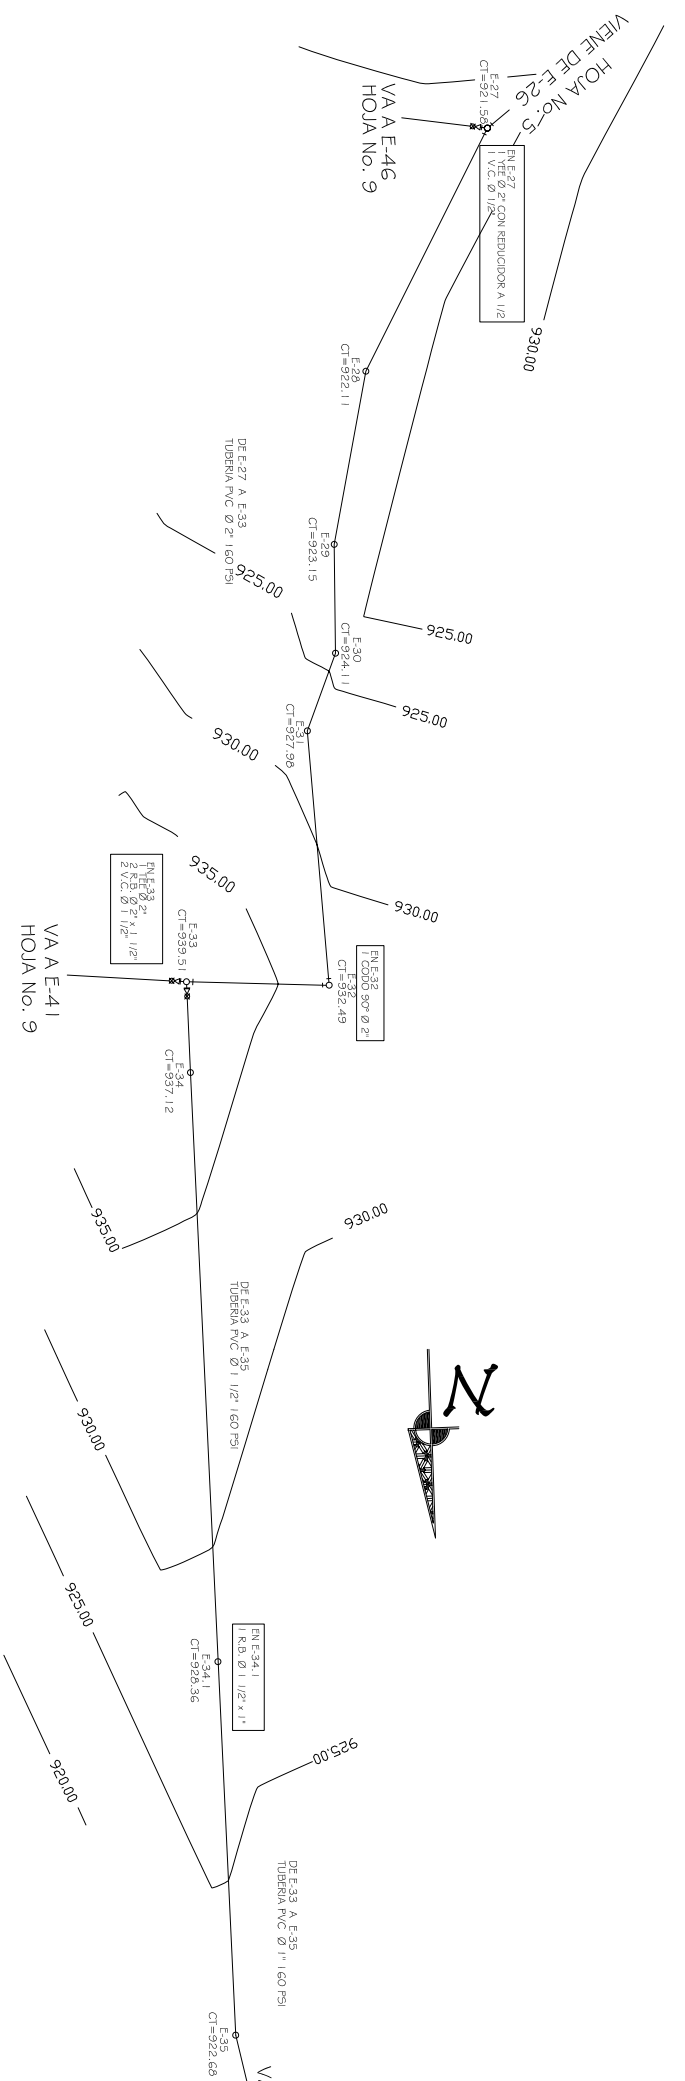 VIENE DE E-26
HOJA No. 5
E-27
CT=921.58
VA A E-46
HOJA No. 9
EN E-27
1 YEE Ø 2" CON REDUCIDOR A 1/2
1 V.C. Ø 1/2"
930.00
E-28
CT=922.11
DE E-27 A E-33
TUBERIA PVC Ø 2" 160 PSI
E-29
CT=923.15
925.00
925.00
E-30
CT=924.11
925.00
E-31
CT=927.98
930.00
930.00
935.00
EN E-33
1 TEE Ø 2"
2 R.B. Ø 2" x 1 1/2"
2 V.C. Ø 1 1/2"
E-33
CT=939.51
EN E-32
1 CODO 90° Ø 2"
E-32
CT=932.49
VA A E-41
HOJA No. 9
E-34
CT=937.12
935.00
930.00
DE E-33 A E-35
TUBERIA PVC Ø 1 1/2" 160 PSI
N
930.00
925.00
EN E-34.1
1 R.B. Ø 1 1/2" x 1"
E-34.1
CT=928.36
925.00
920.00
DE E-33 A E-35
TUBERIA PVC Ø 1" 160 PSI
E-35
CT=922.68